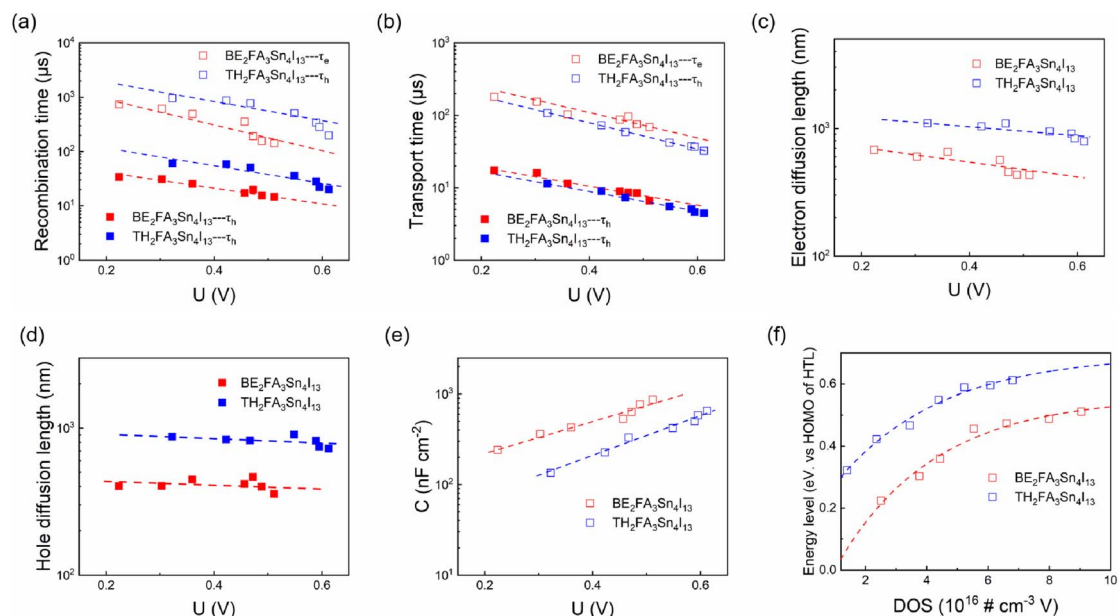 (a)
Recombination time (μs)
10⁴
10³
10²
10¹
10⁰
BE₂FA₃Sn₄I₁₃---τₑ
TH₂FA₃Sn₄I₁₃---τₕ
BE₂FA₃Sn₄I₁₃---τₕ
TH₂FA₃Sn₄I₁₃---τₕ
0.2 0.4 0.6
U (V)
(b)
Transport time (μs)
10³
10²
10¹
10⁰
BE₂FA₃Sn₄I₁₃---τₑ
TH₂FA₃Sn₄I₁₃---τₕ
BE₂FA₃Sn₄I₁₃---τₕ
TH₂FA₃Sn₄I₁₃---τₕ
0.2 0.4 0.6
U (V)
(c)
Electron diffusion length (nm)
10³
10²
BE₂FA₃Sn₄I₁₃
TH₂FA₃Sn₄I₁₃
0.2 0.4 0.6
U (V)
(d)
Hole diffusion length (nm)
10³
10²
BE₂FA₃Sn₄I₁₃
TH₂FA₃Sn₄I₁₃
0.2 0.4 0.6
U (V)
(e)
C (nF cm⁻²)
10³
10²
10¹
BE₂FA₃Sn₄I₁₃
TH₂FA₃Sn₄I₁₃
0.2 0.4 0.6
U (V)
(f)
Energy level (eV. vs HOMO of HTL)
0.6
0.4
0.2
0.0
BE₂FA₃Sn₄I₁₃
TH₂FA₃Sn₄I₁₃
2 4 6 8 10
DOS (10¹⁶ # cm⁻³ V)